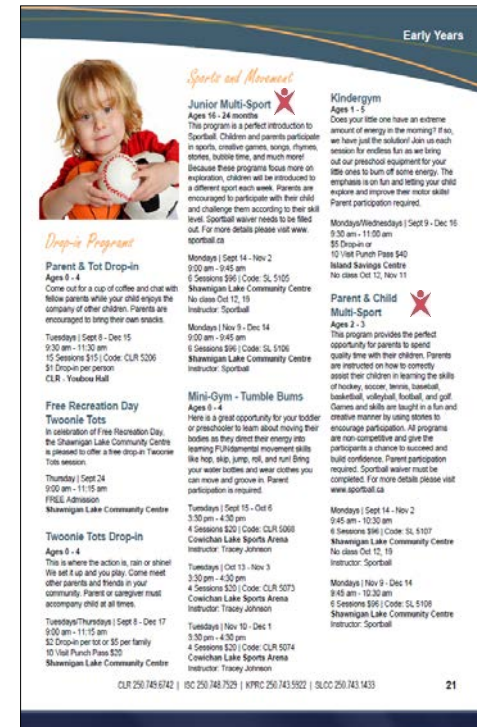 Early Years
Drop-in Programs
Parent & Tot Drop-in
Ages 0 - 4
Come out for a cup of coffee and chat with
fellow parents while your child enjoys the
company of other children. Parents are
encouraged to bring their own snacks.
Tuesdays | Sept 8 - Dec 15
9:30 am - 11:30 am
15 Sessions $15 | Code: CLR 5206
$1 Drop-in per person
CLR - Youbou Hall
Free Recreation Day
Twoonie Tots
In celebration of Free Recreation Day,
the Shawnigan Lake Community Centre
is pleased to offer a free drop-in Twoonie
Tots session.
Thursday | Sept 24
9:00 am - 11:15 am
FREE Admission
Shawnigan Lake Community Centre
Twoonie Tots Drop-in
Ages 0 - 4
This is where the action is, rain or shine!
We set it up and you play. Come meet
other parents and friends in your
community. Parent or caregiver must
accompany child at all times.
Tuesdays/Thursdays | Sept 8 - Dec 17
9:00 am - 11:15 am
$2 Drop-in per tot or $5 per family
10 Visit Punch Pass $20
Shawnigan Lake Community Centre
Sports and Movement
Junior Multi-Sport
Ages 16 - 24 months
This program is a perfect introduction to
Sportball. Children and parents participate
in sports, creative games, songs, rhymes,
stories, bubble time, and much more!
Because these programs focus more on
exploration, children will be introduced to
a different sport each week. Parents are
encouraged to participate with their child
and challenge them according to their skill
level. Sportball waiver needs to be filled
out. For more details please visit www.
sportball.ca
Mondays | Sept 14 - Nov 2
9:00 am - 9:45 am
6 Sessions $96 | Code: SL 5105
Shawnigan Lake Community Centre
No class Oct 12, 19
Instructor: Sportball
Mondays | Nov 9 - Dec 14
9:00 am - 9:45 am
6 Sessions $96 | Code: SL 5106
Shawnigan Lake Community Centre
Instructor: Sportball
Mini-Gym - Tumble Bums
Ages 0 - 4
Here is a great opportunity for your toddler
or preschooler to learn about moving their
bodies as they direct their energy into
learning FUNdamental movement skills
like hop, skip, jump, roll, and run! Bring
your water bottles and wear clothes you
can move and groove in. Parent
participation is required.
Tuesdays | Sept 15 - Oct 6
3:30 pm - 4:30 pm
4 Sessions $20 | Code: CLR 5068
Cowichan Lake Sports Arena
Instructor: Tracey Johnson
Tuesdays | Oct 13 - Nov 3
3:30 pm - 4:30 pm
4 Sessions $20 | Code: CLR 5073
Cowichan Lake Sports Arena
Instructor: Tracey Johnson
Tuesdays | Nov 10 - Dec 1
3:30 pm - 4:30 pm
4 Sessions $20 | Code: CLR 5074
Cowichan Lake Sports Arena
Instructor: Tracey Johnson
Kindergym
Ages 1 - 5
Does your little one have an extreme
amount of energy in the morning? If so,
we have just the solution! Join us each
session for endless fun as we bring
out our preschool equipment for your
little ones to burn off some energy. The
emphasis is on fun and letting your child
explore and improve their motor skills!
Parent participation required.
Mondays/Wednesdays | Sept 9 - Dec 16
9:30 am - 11:00 am
$5 Drop-in or
10 Visit Punch Pass $40
Island Savings Centre
No class Oct 12, Nov 11
Parent & Child
Multi-Sport
Ages 2 - 3
This program provides the perfect
opportunity for parents to spend
quality time with their children. Parents
are instructed on how to correctly
assist their children in learning the skills
of hockey, soccer, tennis, baseball,
basketball, volleyball, football, and golf.
Games and skills are taught in a fun and
creative manner by using stories to
encourage participation. All programs
are non-competitive and give the
participants a chance to succeed and
build confidence. Parent participation
required. Sportball waiver must be
completed. For more details please visit
www.sportball.ca
Mondays | Sept 14 - Nov 2
9:45 am - 10:30 am
6 Sessions $96 | Code: SL 5107
Shawnigan Lake Community Centre
No class Oct 12, 19
Instructor: Sportball
Mondays | Nov 9 - Dec 14
9:45 am - 10:30 am
6 Sessions $96 | Code: SL 5108
Shawnigan Lake Community Centre
Instructor: Sportball
CLR 250.749.6742 | ISC 250.748.7529 | KPRC 250.743.5922 | SLCC 250.743.1433 21